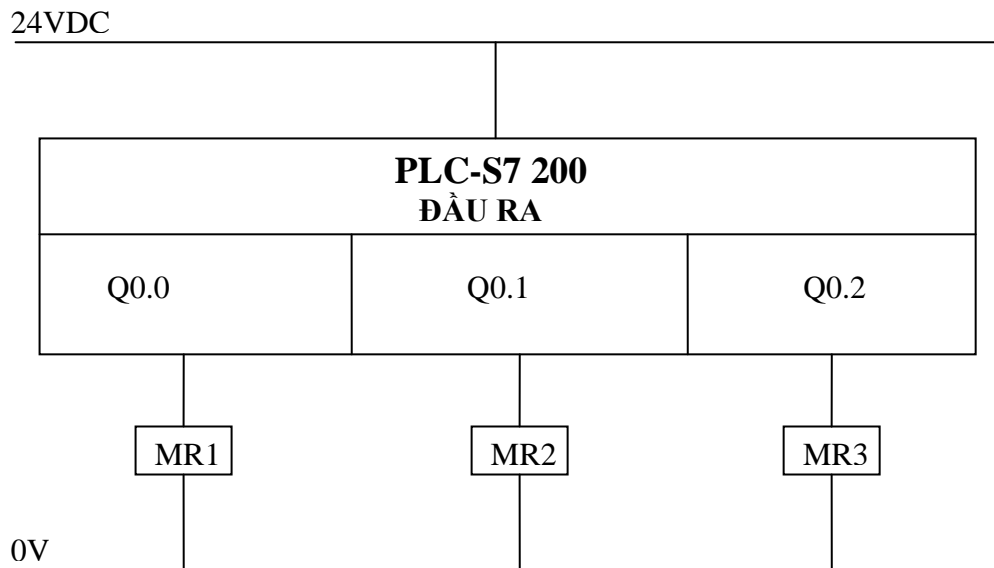 24VDC
PLC-S7 200
ĐẦU RA
Q0.0 Q0.1 Q0.2
MR1 MR2 MR3
0V